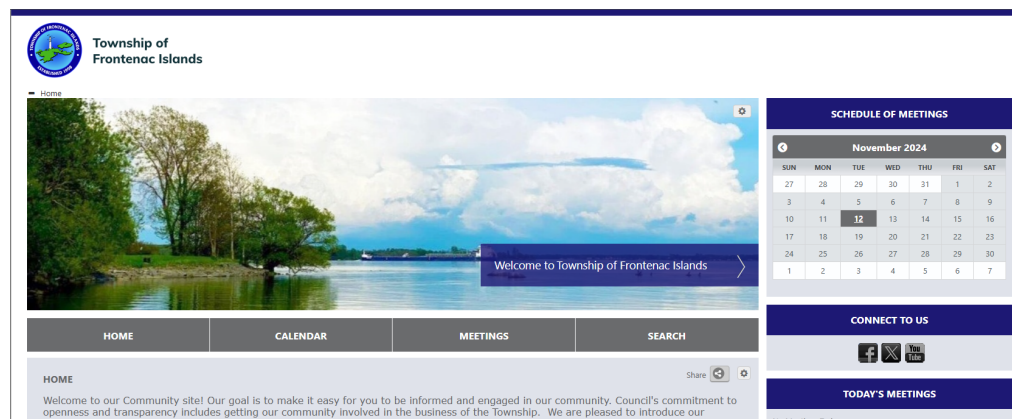 Township of
Frontenac Islands
Home
Welcome to Township of Frontenac Islands
HOME CALENDAR MEETINGS SEARCH
HOME
Share
Welcome to our Community site! Our goal is to make it easy for you to be informed and engaged in our community. Council's commitment to
openness and transparency includes getting our community involved in the business of the Township. We are pleased to introduce our
SCHEDULE OF MEETINGS
November 2024
SUN MON TUE WED THU FRI SAT
27 28 29 30 31 1 2
3 4 5 6 7 8 9
10 11 12 13 14 15 16
17 18 19 20 21 22 23
24 25 26 27 28 29 30
1 2 3 4 5 6 7
CONNECT TO US
f X You Tube
TODAY'S MEETINGS